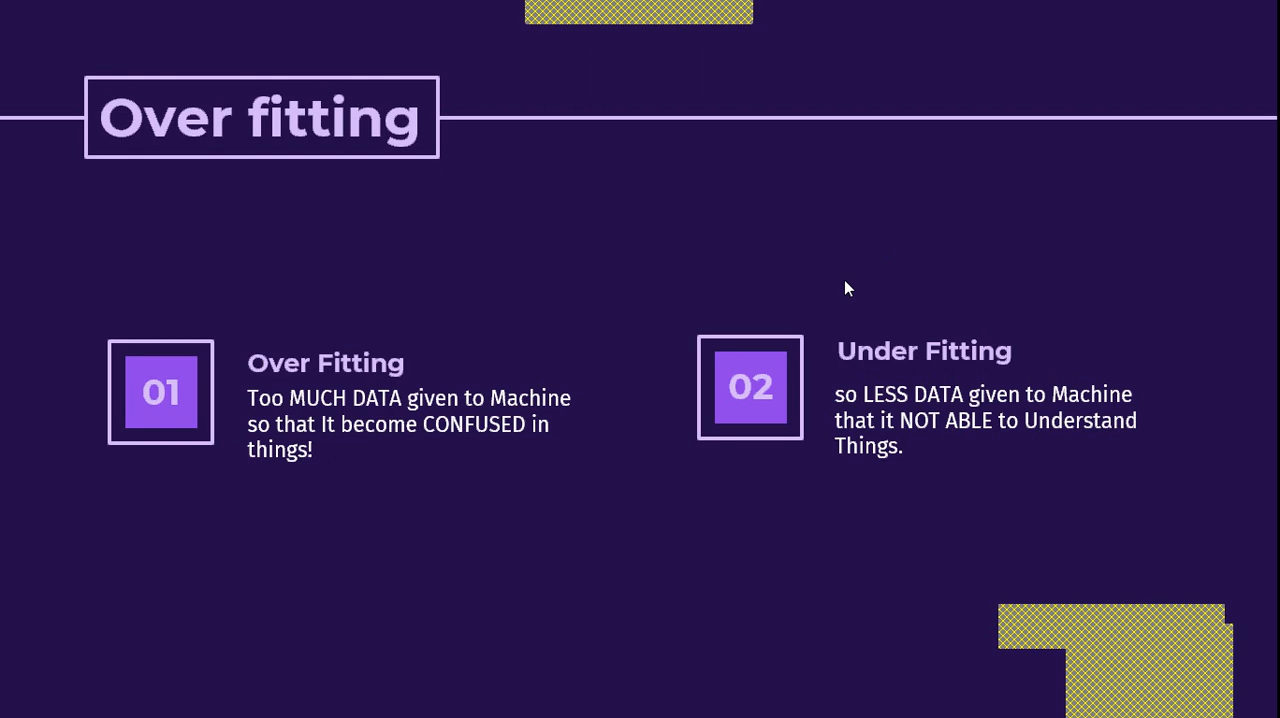 Over fitting
01
Over Fitting
Too MUCH DATA given to Machine
so that It become CONFUSED in
things!
02
Under Fitting
so LESS DATA given to Machine
that it NOT ABLE to Understand
Things.